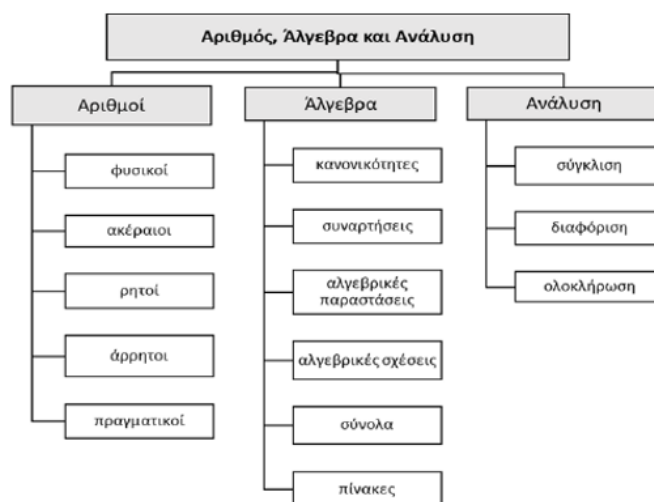 Αριθμός, Άλγεβρα και Ανάλυση
Αριθμοί
φυσικοί
ακέραιοι
ρητοί
άρρητοι
πραγματικοί
Άλγεβρα
κανονικότητες
συναρτήσεις
αλγεβρικές
παραστάσεις
αλγεβρικές σχέσεις
σύνολα
πίνακες
Ανάλυση
σύγκλιση
διαφόριση
ολοκλήρωση